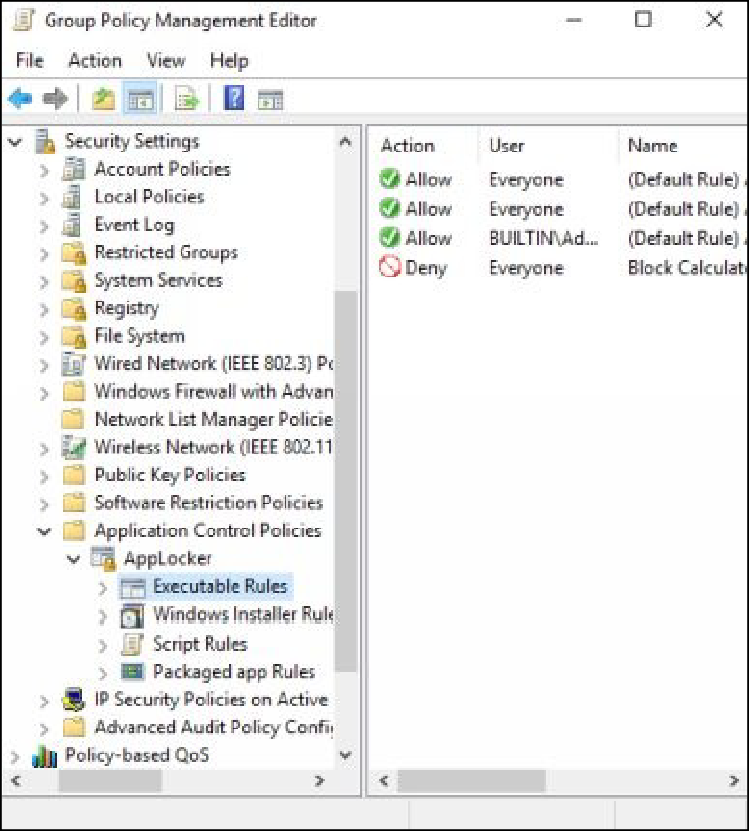 Group Policy Management Editor
File Action View Help
Security Settings
Account Policies
Local Policies
Event Log
Restricted Groups
System Services
Registry
File System
Wired Network (IEEE 802.3) Po
Windows Firewall with Advan
Network List Manager Policie
Wireless Network (IEEE 802.11
Public Key Policies
Software Restriction Policies
Application Control Policies
AppLocker
Executable Rules
Windows Installer Rule
Script Rules
Packaged app Rules
IP Security Policies on Active
Advanced Audit Policy Confi
Policy-based QoS
Action User Name
Allow Everyone (Default Rule) A
Allow Everyone (Default Rule) A
Allow BUILTIN\Ad... (Default Rule) A
Deny Everyone Block Calculat